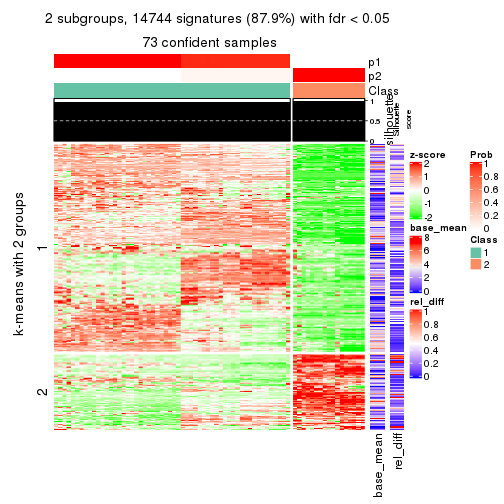 2 subgroups, 14744 signatures (87.9%) with fdr < 0.05
73 confident samples
p1
p2
Class
silhouette
1
0.5
0
Silhouette
score
k-means with 2 groups
1
2
z-score
2
1
0
-1
-2
base_mean
8
6
4
2
0
rel_diff
1
0.8
0.6
0.4
0.2
0
Prob
1
0.8
0.6
0.4
0.2
0
Class
1
2
base_mean
rel_diff